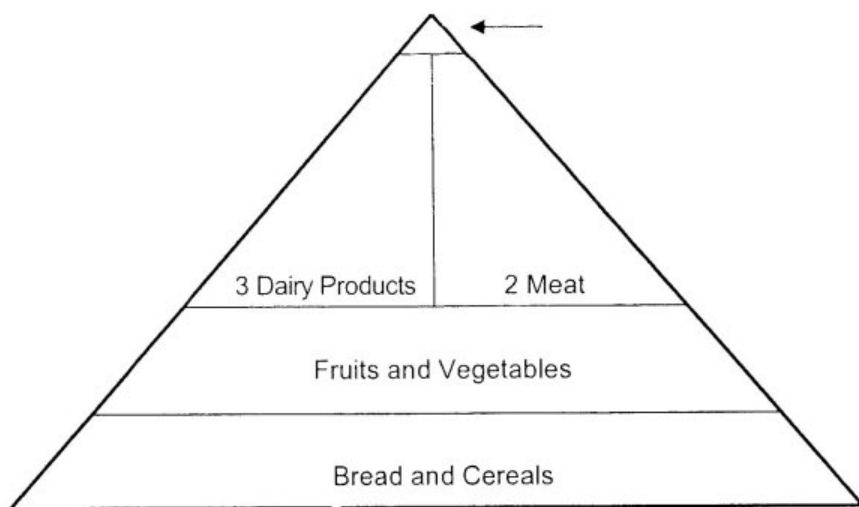 3 Dairy Products
2 Meat
Fruits and Vegetables
Bread and Cereals